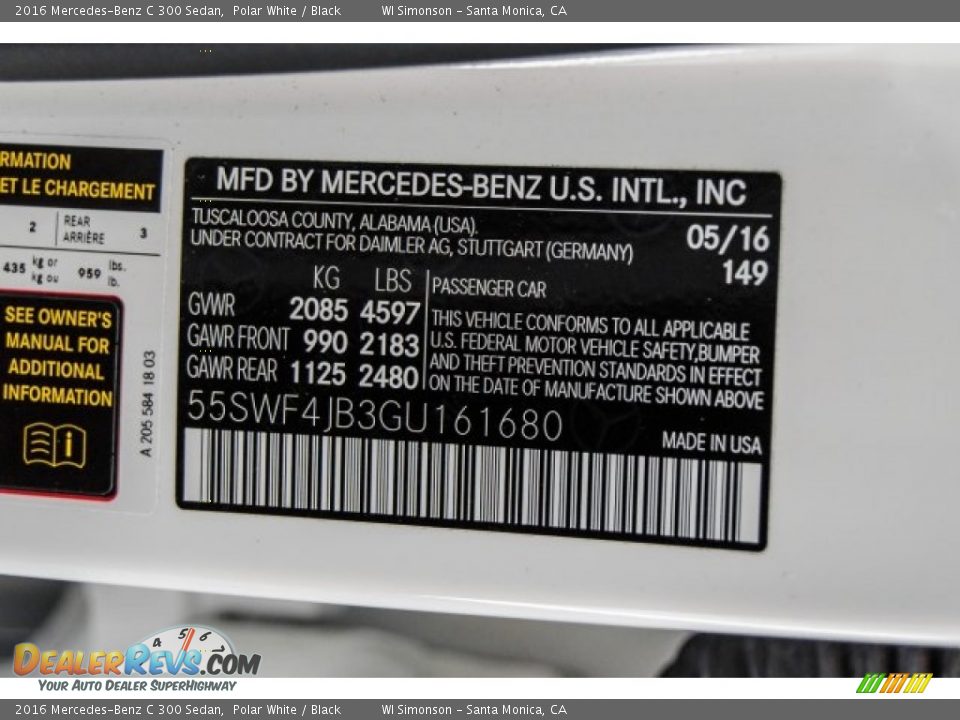 2016 Mercedes-Benz C 300 Sedan, Polar White / Black WI Simonson - Santa Monica, CA
RMATION
ET LE CHARGEMENT
2 REAR ARRIÈRE 3
435 kg or kg ou 959 lbs. lb.
SEE OWNER'S
MANUAL FOR
ADDITIONAL
INFORMATION
A 205 584 18 03
MFD BY MERCEDES-BENZ U.S. INTL., INC
TUSCALOOSA COUNTY, ALABAMA (USA).
UNDER CONTRACT FOR DAIMLER AG, STUTTGART (GERMANY)
05/16
149
KG LBS
GVWR 2085 4597
GAWR FRONT 990 2183
GAWR REAR 1125 2480
PASSENGER CAR
THIS VEHICLE CONFORMS TO ALL APPLICABLE
U.S. FEDERAL MOTOR VEHICLE SAFETY,BUMPER
AND THEFT PREVENTION STANDARDS IN EFFECT
ON THE DATE OF MANUFACTURE SHOWN ABOVE
55SWF4JB3GU161680
MADE IN USA
4 5 6
DEALERREVS.COM
YOUR AUTO DEALER SUPERHIGHWAY
2016 Mercedes-Benz C 300 Sedan, Polar White / Black WI Simonson - Santa Monica, CA